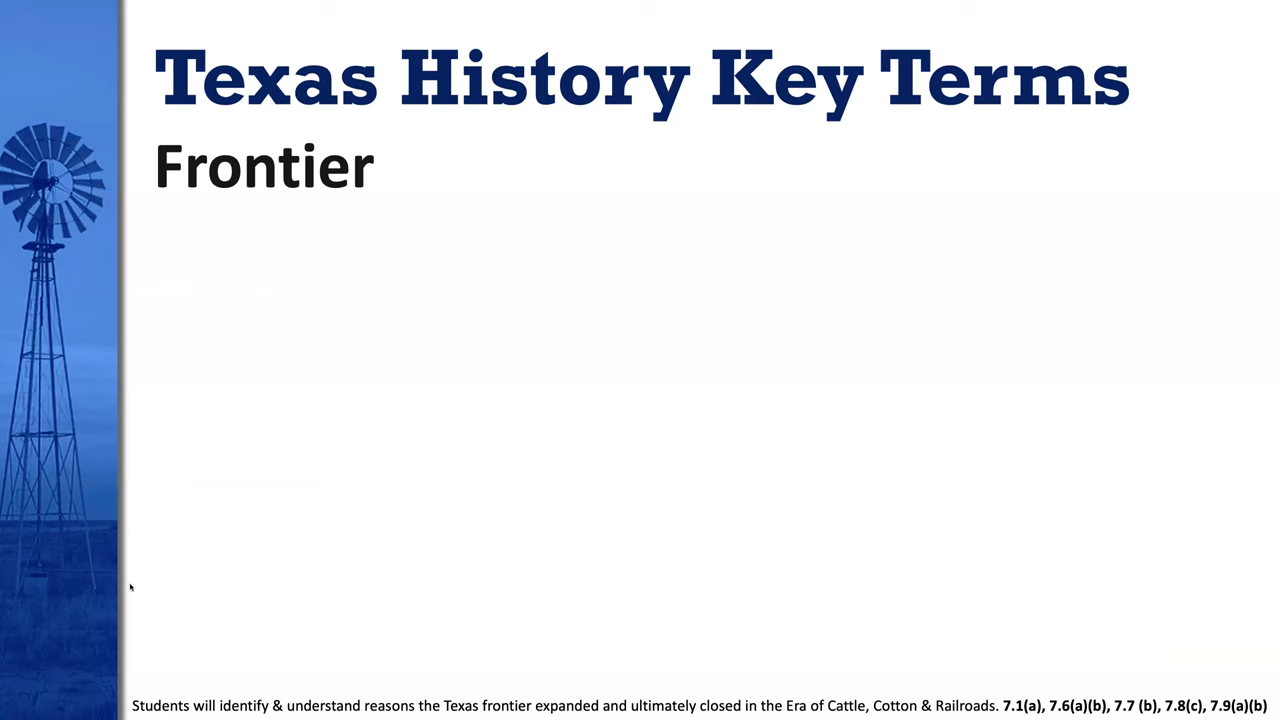 Texas History Key Terms
Frontier
Students will identify & understand reasons the Texas frontier expanded and ultimately closed in the Era of Cattle, Cotton & Railroads. 7.1(a), 7.6(a)(b), 7.7 (b), 7.8(c), 7.9(a)(b)